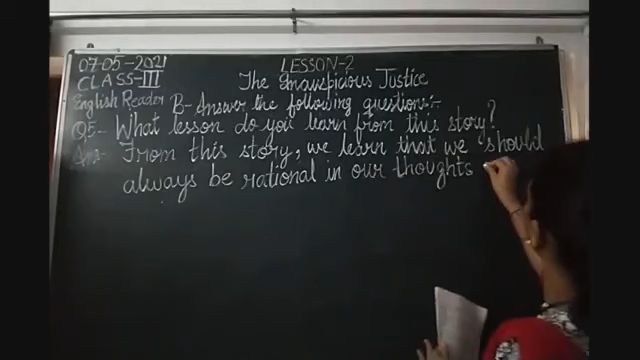 07-05-2021 LESSON-2
CLASS-III The Inauspicious Justice
English Reader B- Answer the following questions:-
Q5- What lesson do you learn from this story?
Ans- From this story, we learn that we should
always be rational in our thoughts